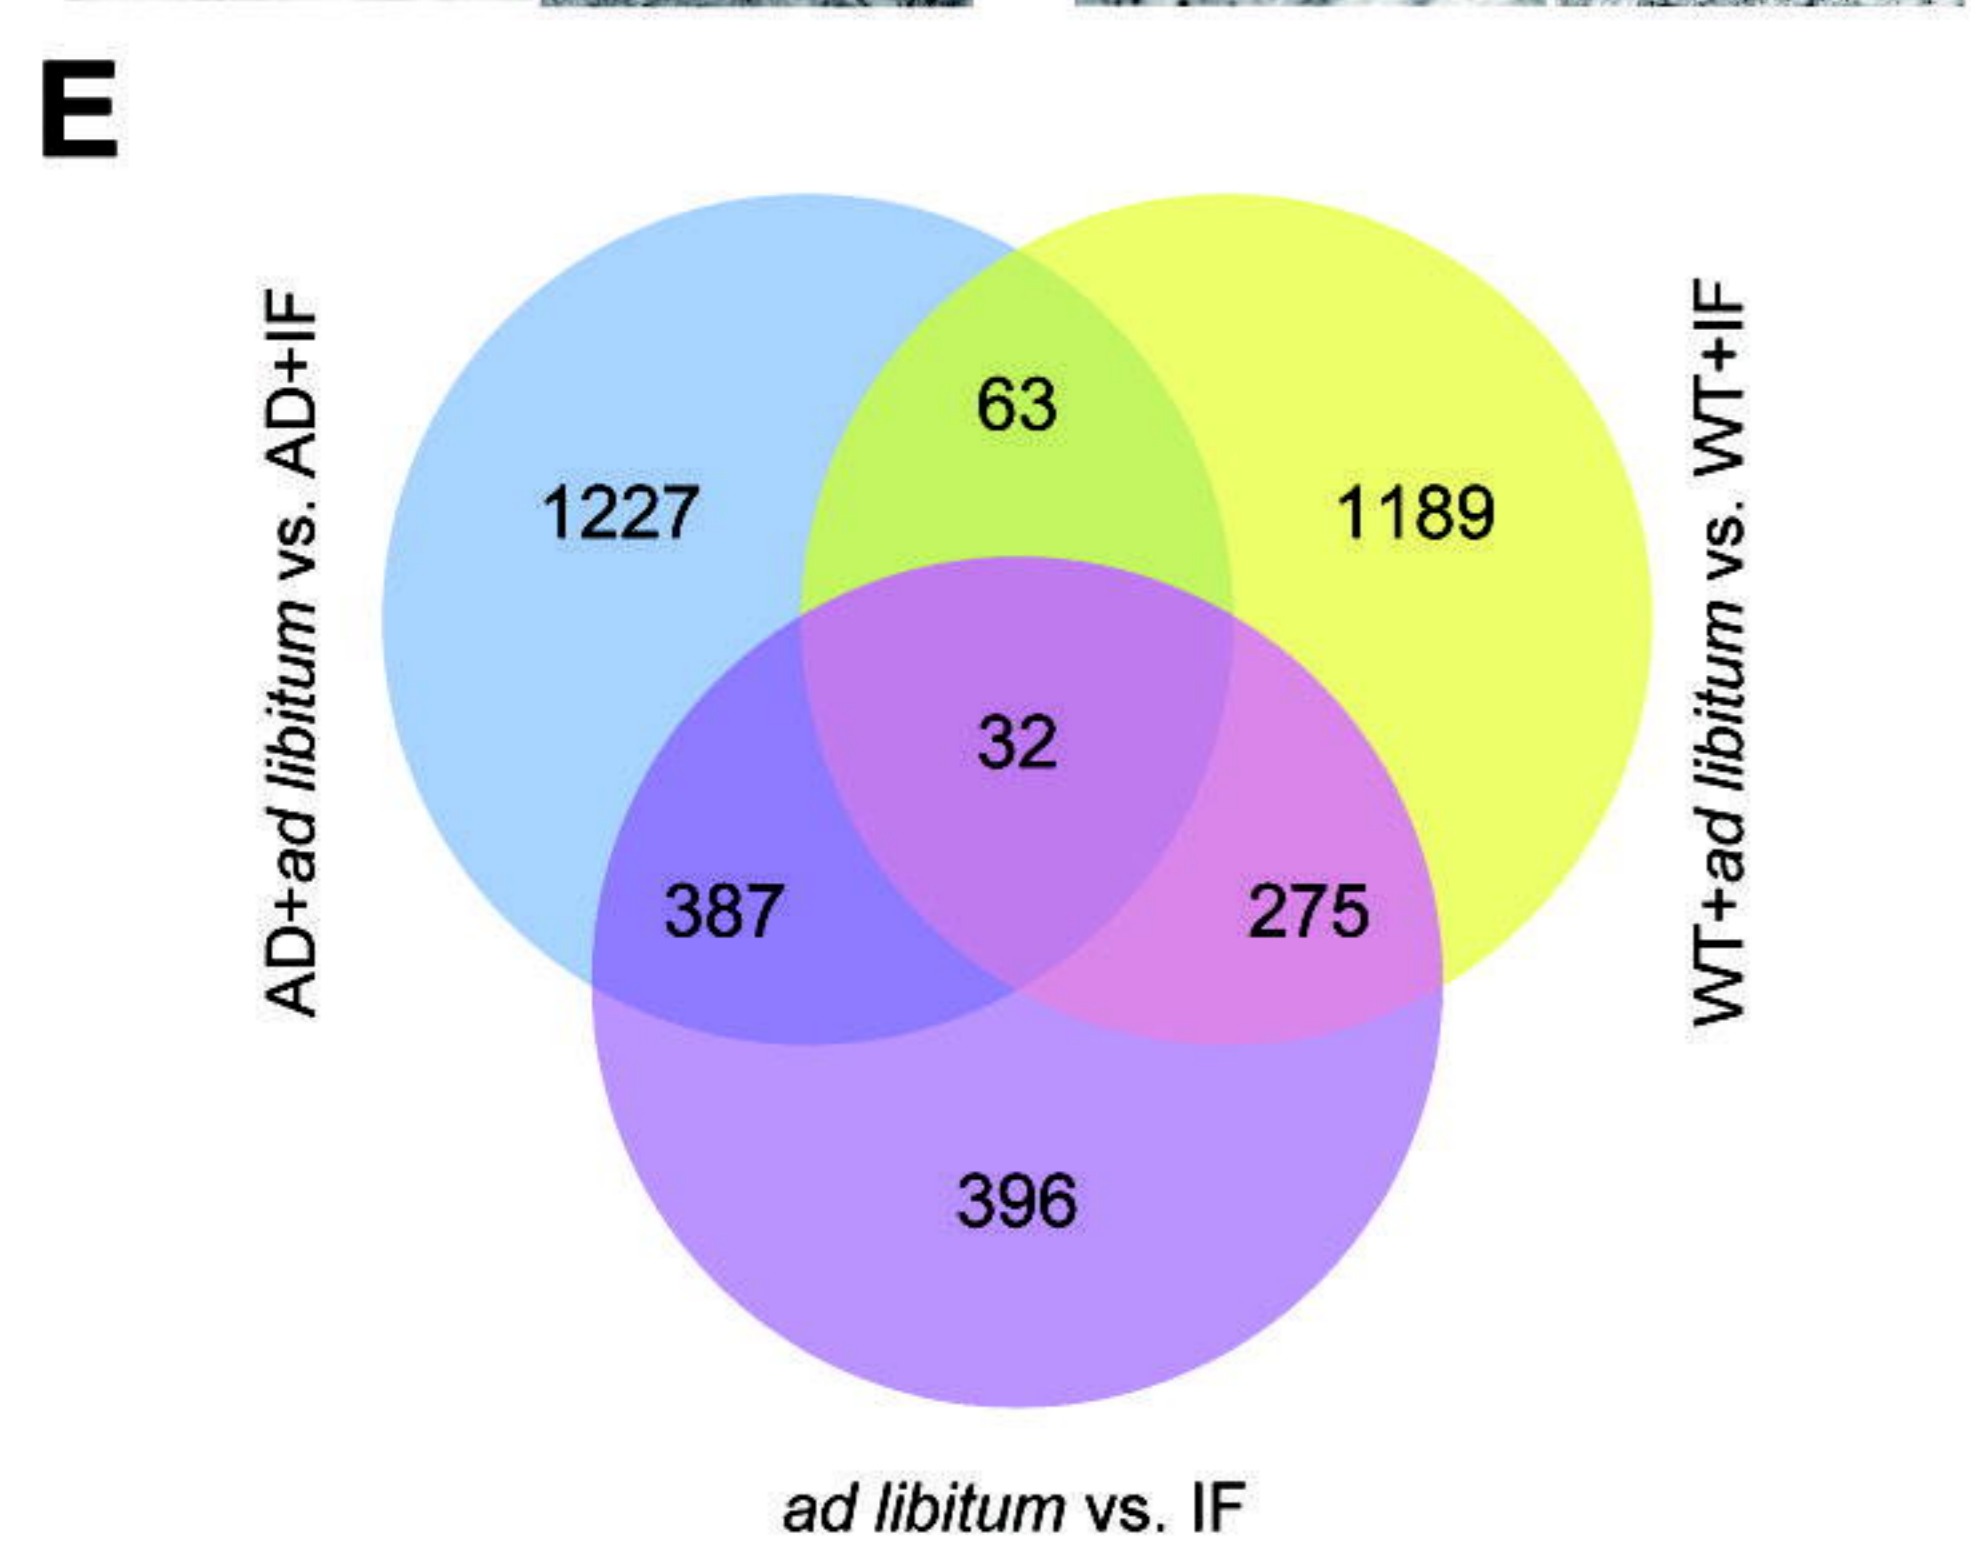 E
AD+ad libitum vs. AD+IF
63
1227
1189
WT+ad libitum vs. WT+IF
32
387
275
396
ad libitum vs. IF